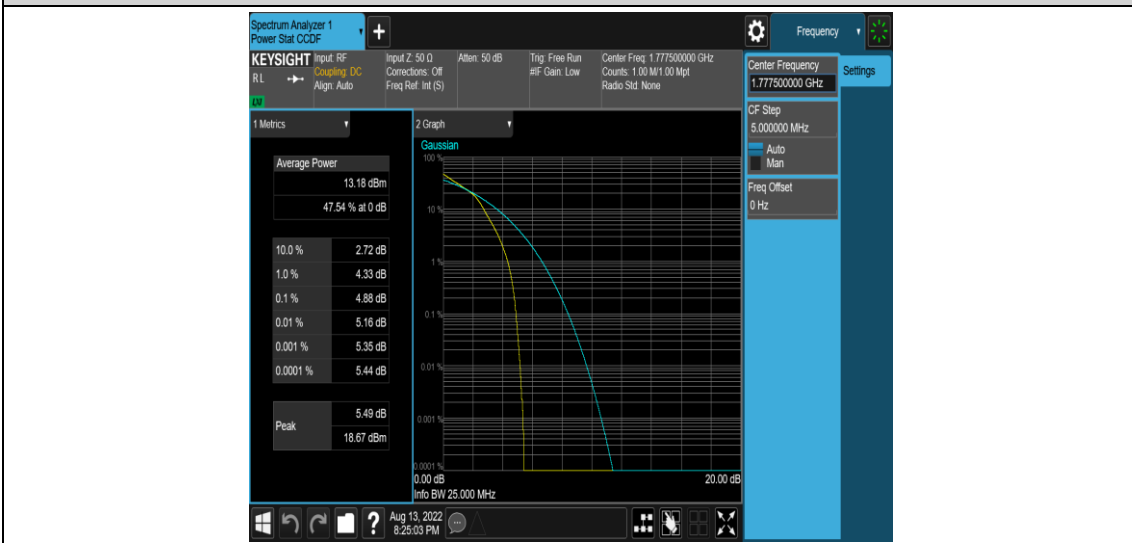 Spectrum Analyzer 1
Power Stat CCDF
Frequency
KEYSIGHT
RL
LXI
Input: RF
Coupling: DC
Align: Auto
Input Z: 50 Ω
Corrections: Off
Freq Ref: Int (S)
Atten: 50 dB
Trig: Free Run
#IF Gain: Low
Center Freq: 1.777500000 GHz
Counts: 1.00 M/1.00 Mpt
Radio Std: None
Center Frequency
1.777500000 GHz
Settings
CF Step
5.000000 MHz
Auto
Man
Freq Offset
0 Hz
1 Metrics
Average Power
13.18 dBm
47.54 % at 0 dB
10.0 % 2.72 dB
1.0 % 4.33 dB
0.1 % 4.88 dB
0.01 % 5.16 dB
0.001 % 5.35 dB
0.0001 % 5.44 dB
Peak 5.49 dB
18.67 dBm
2 Graph
Gaussian
100 %
10 %
1 %
0.1 %
0.01 %
0.001 %
0.0001 %
0.00 dB 20.00 dB
Info BW 25.000 MHz
?
Aug 13, 2022
8:25:03 PM